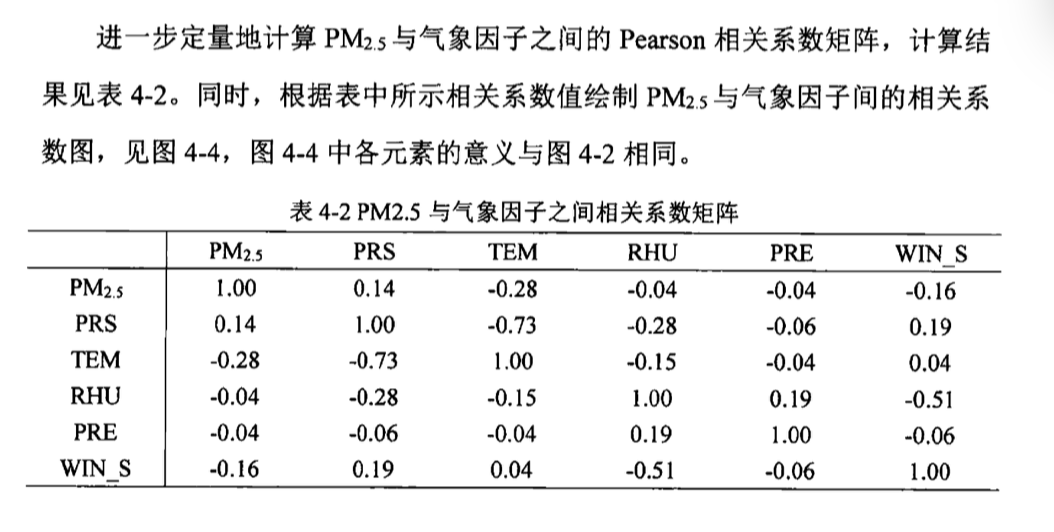 进一步定量地计算 PM2.5 与气象因子之间的 Pearson 相关系数矩阵，计算结
果见表 4-2。同时，根据表中所示相关系数值绘制 PM2.5 与气象因子间的相关系
数图，见图 4-4，图 4-4 中各元素的意义与图 4-2 相同。
表 4-2 PM2.5 与气象因子之间相关系数矩阵
PM2.5 PRS TEM RHU PRE WIN_S
PM2.5 1.00 0.14 -0.28 -0.04 -0.04 -0.16
PRS 0.14 1.00 -0.73 -0.28 -0.06 0.19
TEM -0.28 -0.73 1.00 -0.15 -0.04 0.04
RHU -0.04 -0.28 -0.15 1.00 0.19 -0.51
PRE -0.04 -0.06 -0.04 0.19 1.00 -0.06
WIN_S -0.16 0.19 0.04 -0.51 -0.06 1.00